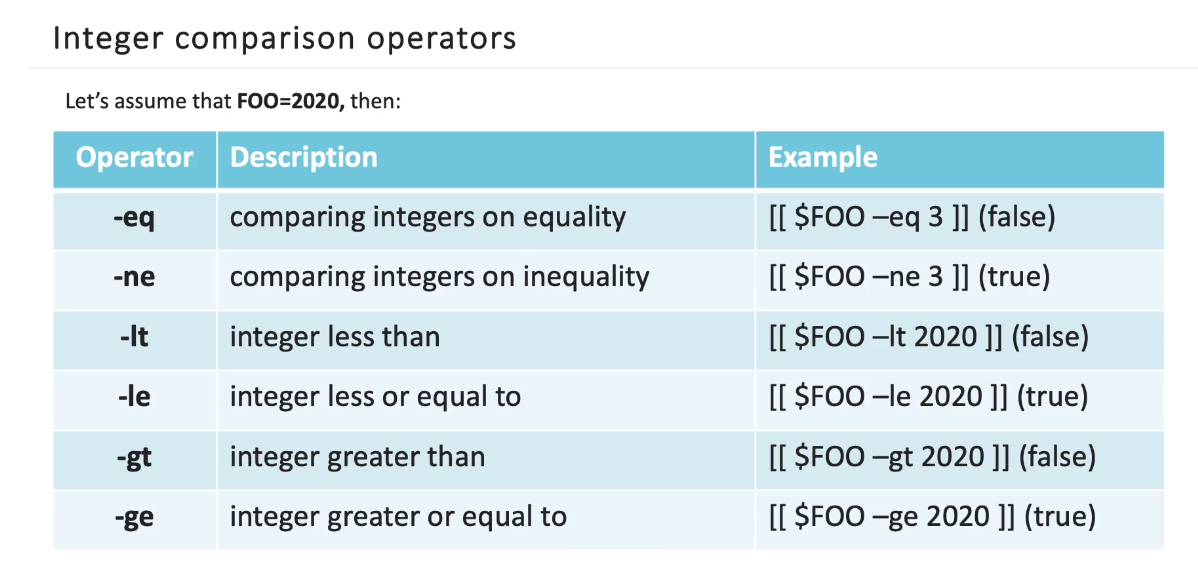 Integer comparison operators
Let’s assume that FOO=2020, then:
Operator Description Example
-eq comparing integers on equality [[ $FOO –eq 3 ]] (false)
-ne comparing integers on inequality [[ $FOO –ne 3 ]] (true)
-lt integer less than [[ $FOO –lt 2020 ]] (false)
-le integer less or equal to [[ $FOO –le 2020 ]] (true)
-gt integer greater than [[ $FOO –gt 2020 ]] (false)
-ge integer greater or equal to [[ $FOO –ge 2020 ]] (true)